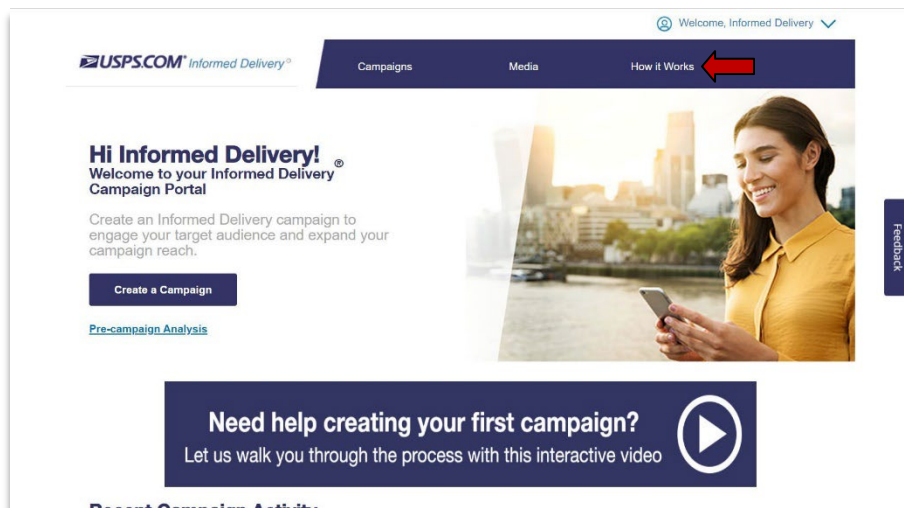 Welcome, Informed Delivery
USPS.COM® Informed Delivery®
Campaigns
Media
How it Works
Hi Informed Delivery!
Welcome to your Informed Delivery®
Campaign Portal
Create an Informed Delivery campaign to
engage your target audience and expand your
campaign reach.
Create a Campaign
Pre-campaign Analysis
Feedback
Need help creating your first campaign?
Let us walk you through the process with this interactive video
Recent Campaign Activity